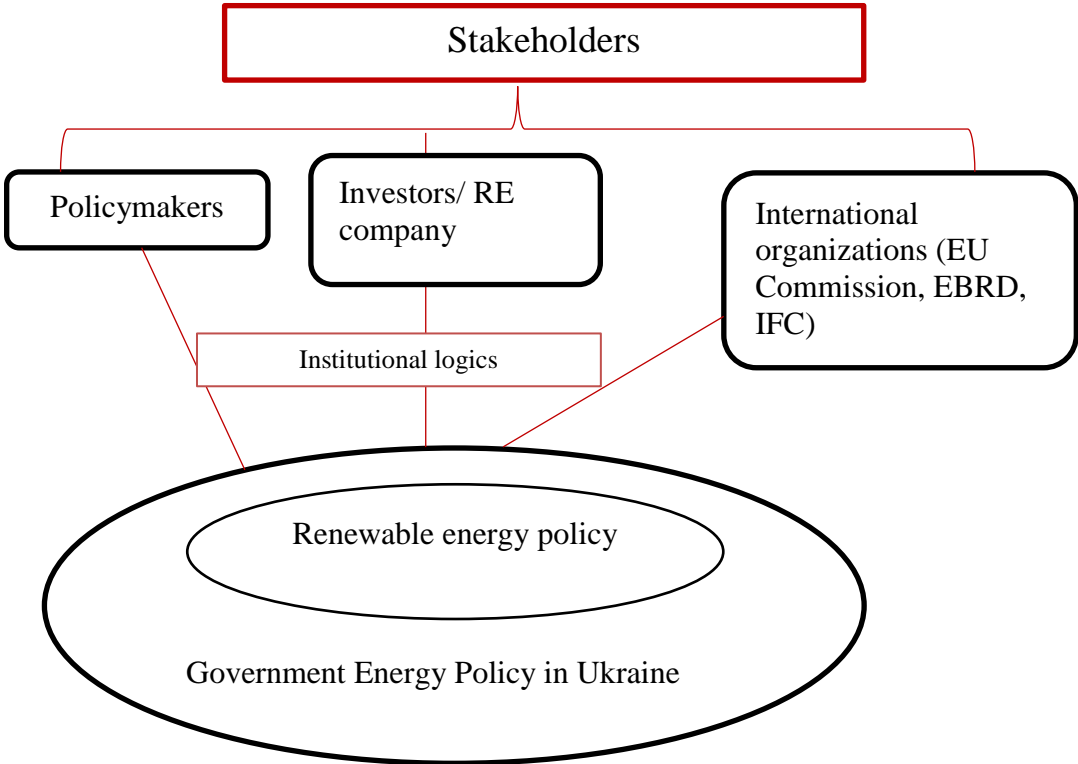 Stakeholders
Policymakers
Investors/ RE
company
International
organizations (EU
Commission, EBRD,
IFC)
Institutional logics
Renewable energy policy
Government Energy Policy in Ukraine